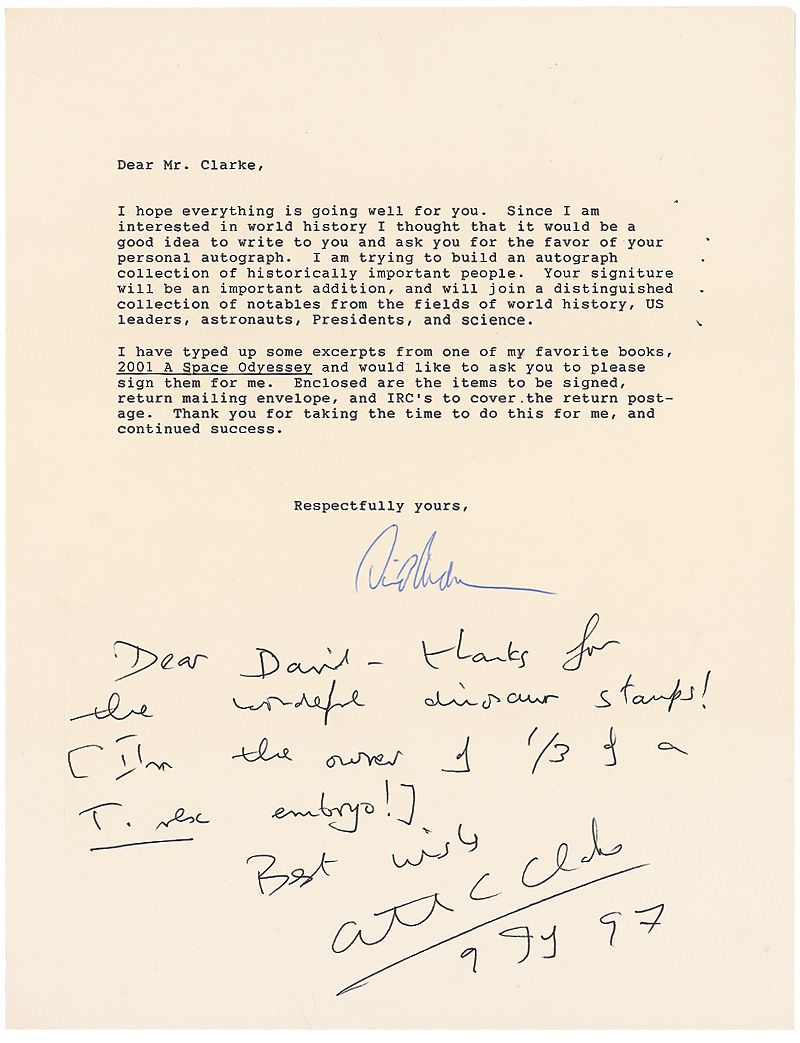 Dear Mr. Clarke,
I hope everything is going well for you. Since I am
interested in world history I thought that it would be a
good idea to write to you and ask you for the favor of your
personal autograph. I am trying to build an autograph
collection of historically important people. Your signiture
will be an important addition, and will join a distinguished
collection of notables from the fields of world history, US
leaders, astronauts, Presidents, and science.
I have typed up some excerpts from one of my favorite books,
2001 A Space Odyessey and would like to ask you to please
sign them for me. Enclosed are the items to be signed,
return mailing envelope, and IRC's to cover.the return post-
age. Thank you for taking the time to do this for me, and
continued success.
Respectfully yours,
Dear David - thanks for
the wonderful dinosaur stamps!
[I'm the owner of 1/3 of a
T. rex embryo!]
Best wishes
Arthur C Clarke
9 97